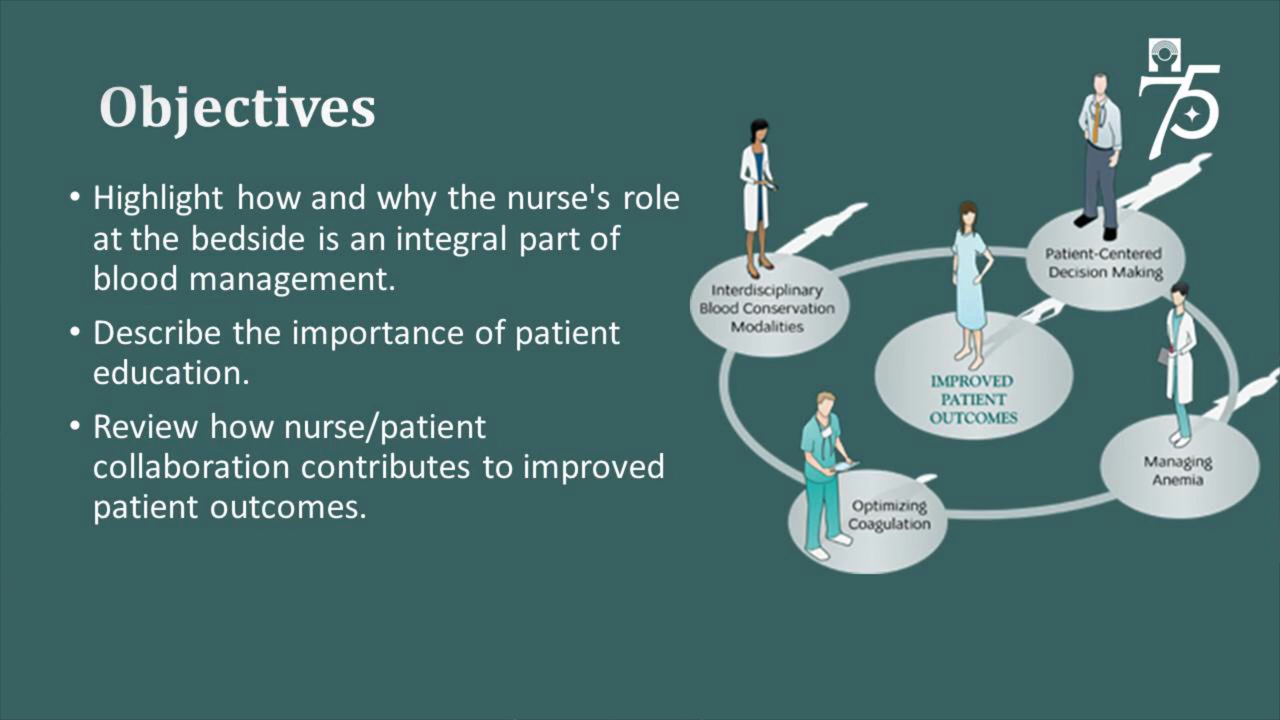 Objectives
• Highlight how and why the nurse's role
at the bedside is an integral part of
blood management.
• Describe the importance of patient
education.
• Review how nurse/patient
collaboration contributes to improved
patient outcomes.
75
Patient-Centered
Decision Making
Interdisciplinary
Blood Conservation
Modalities
IMPROVED
PATIENT
OUTCOMES
Managing
Anemia
Optimizing
Coagulation